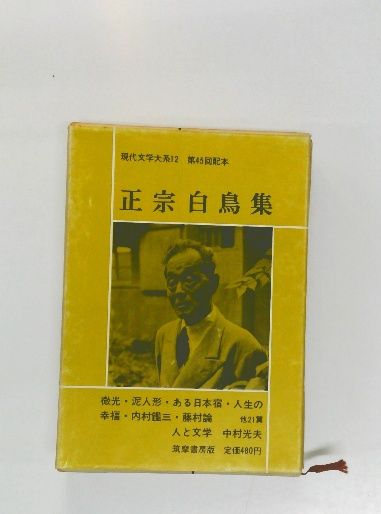 現代文学大系12 第45回配本
正宗白鳥集
微光・泥人形・ある日本宿・人生の
幸福・内村鑑三・藤村論 他21篇
人と文学 中村光夫
筑摩書房版 定価480円